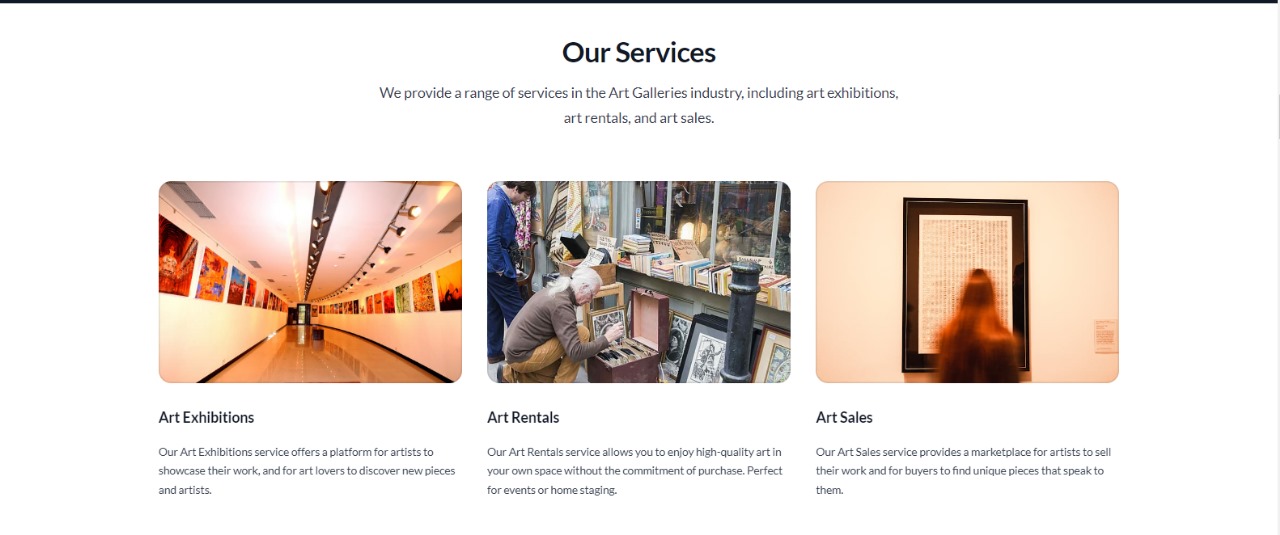 Our Services
We provide a range of services in the Art Galleries industry, including art exhibitions,
art rentals, and art sales.
Art Exhibitions
Our Art Exhibitions service offers a platform for artists to
showcase their work, and for art lovers to discover new pieces
and artists.
Art Rentals
Our Art Rentals service allows you to enjoy high-quality art in
your own space without the commitment of purchase. Perfect
for events or home staging.
Art Sales
Our Art Sales service provides a marketplace for artists to sell
their work and for buyers to find unique pieces that speak to
them.